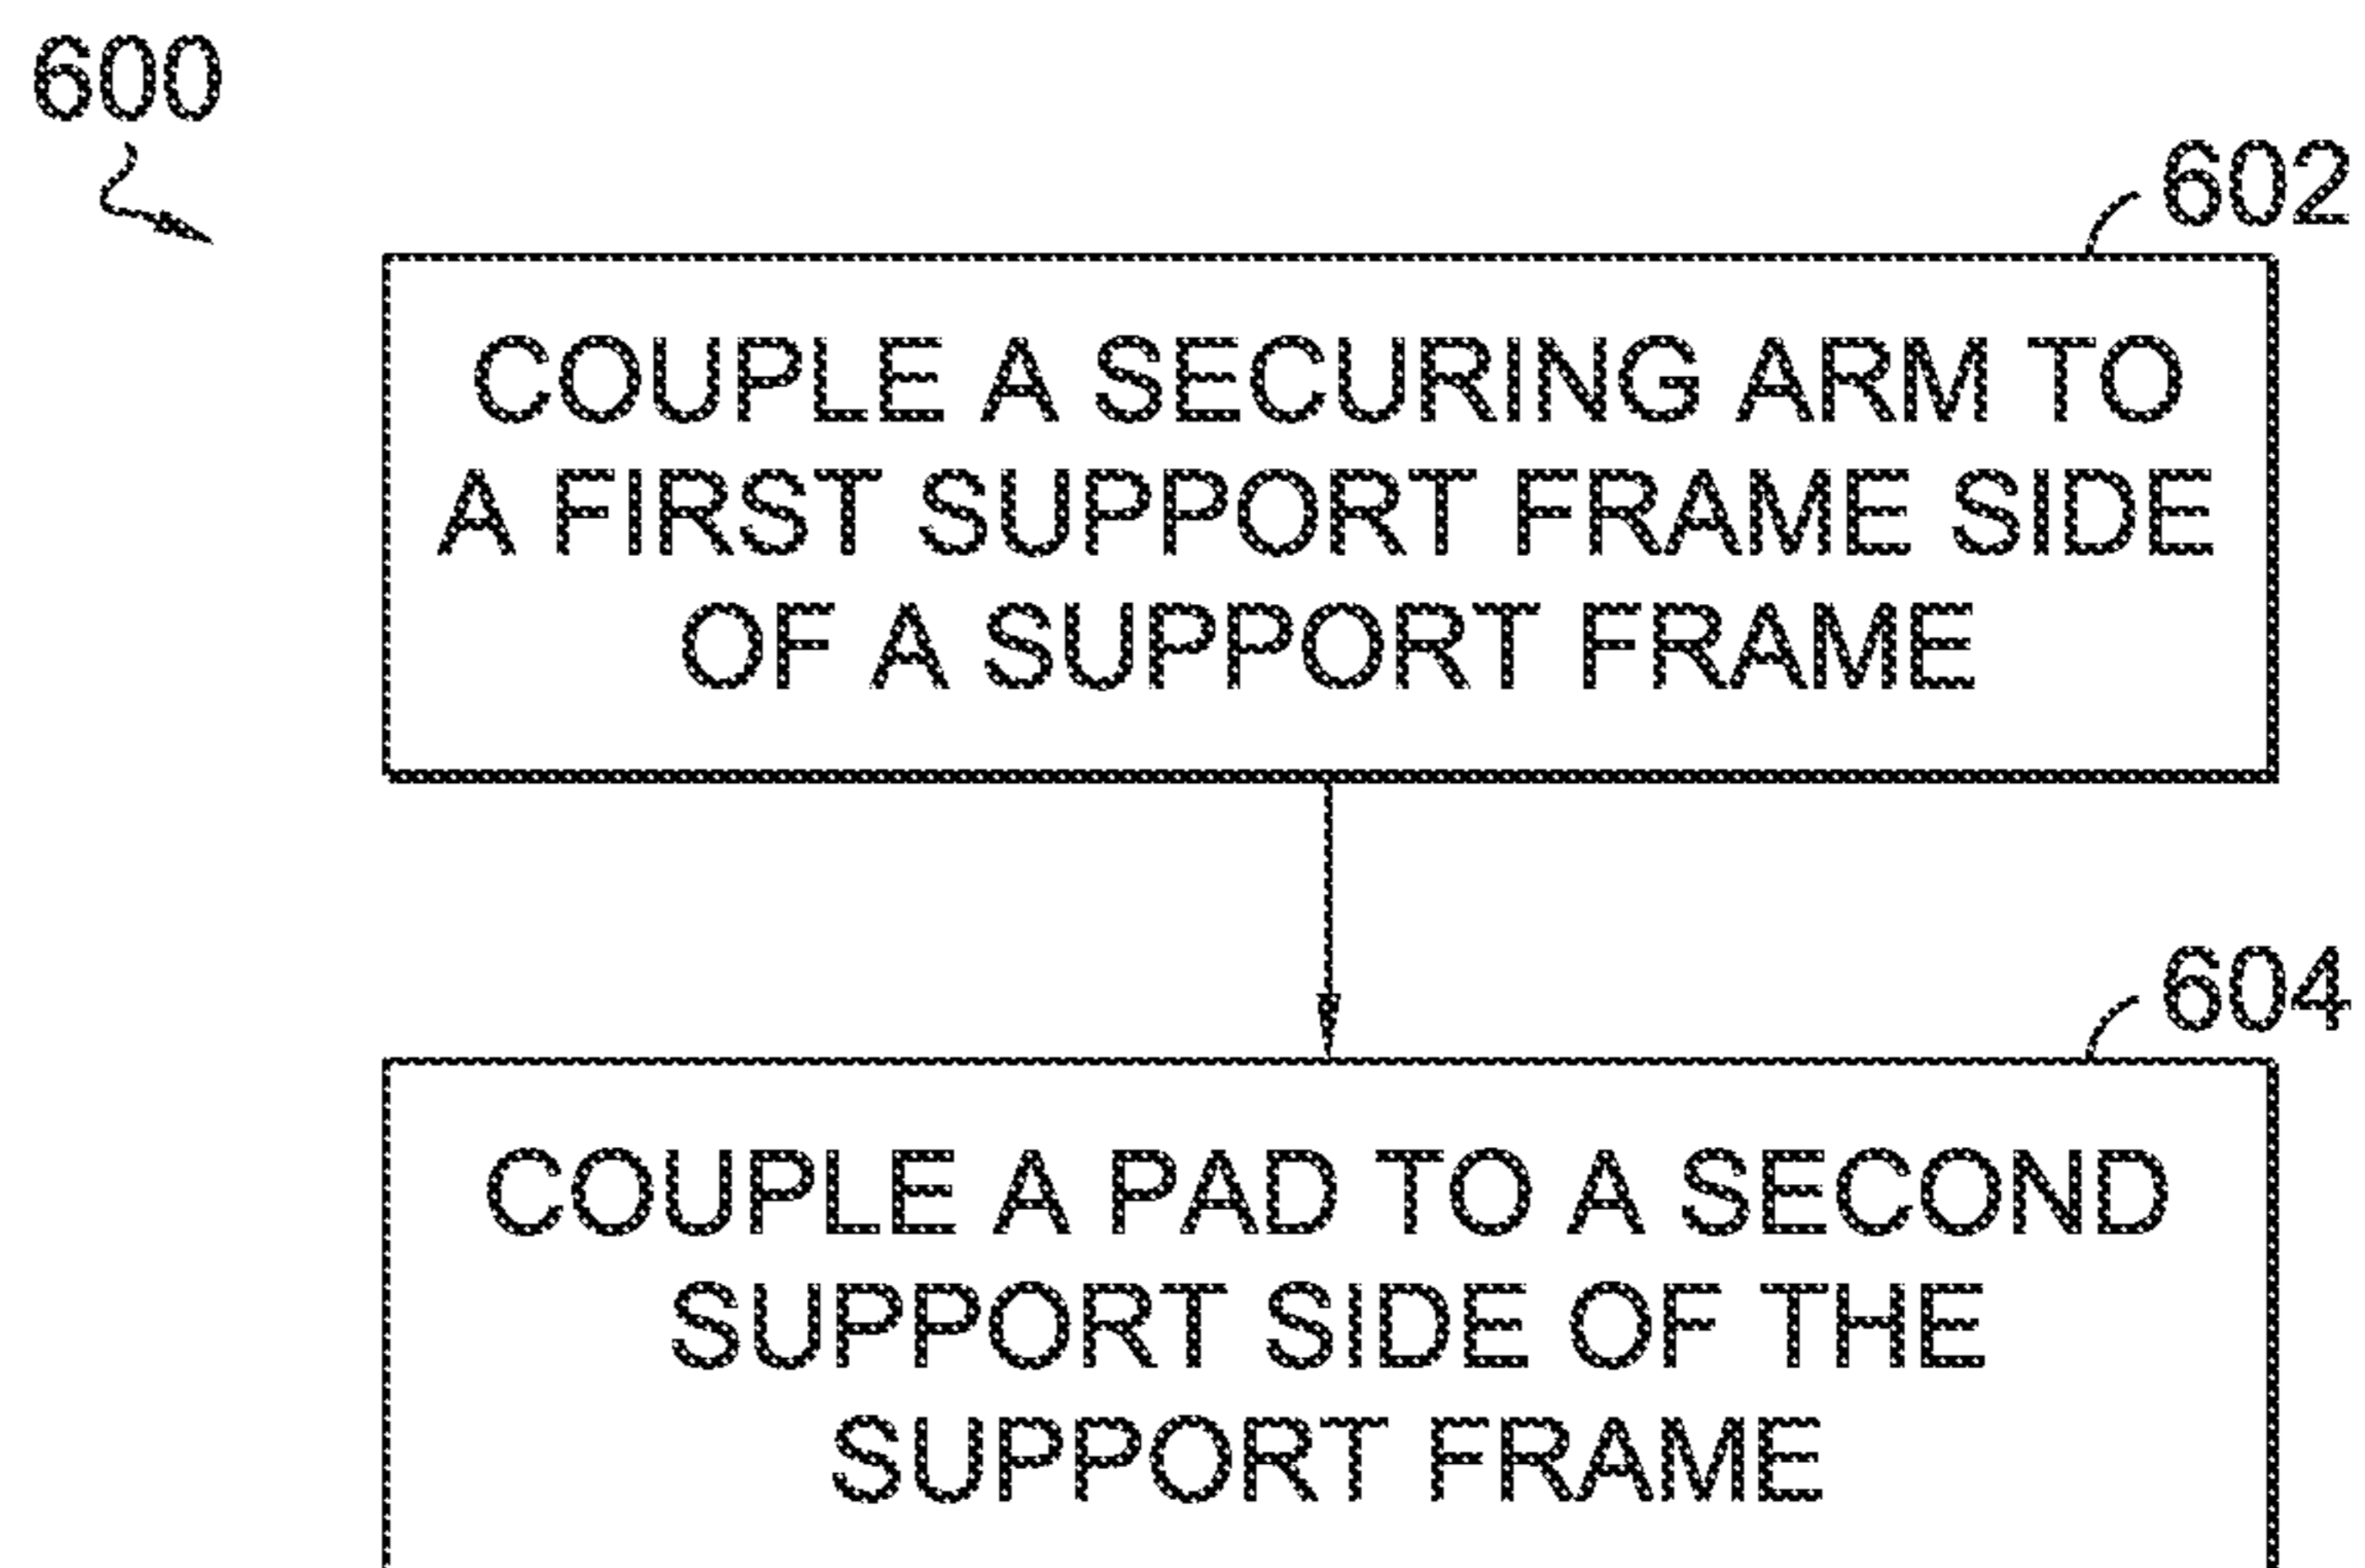 600
602
COUPLE A SECURING ARM TO
A FIRST SUPPORT FRAME SIDE
OF A SUPPORT FRAME
604
COUPLE A PAD TO A SECOND
SUPPORT SIDE OF THE
SUPPORT FRAME